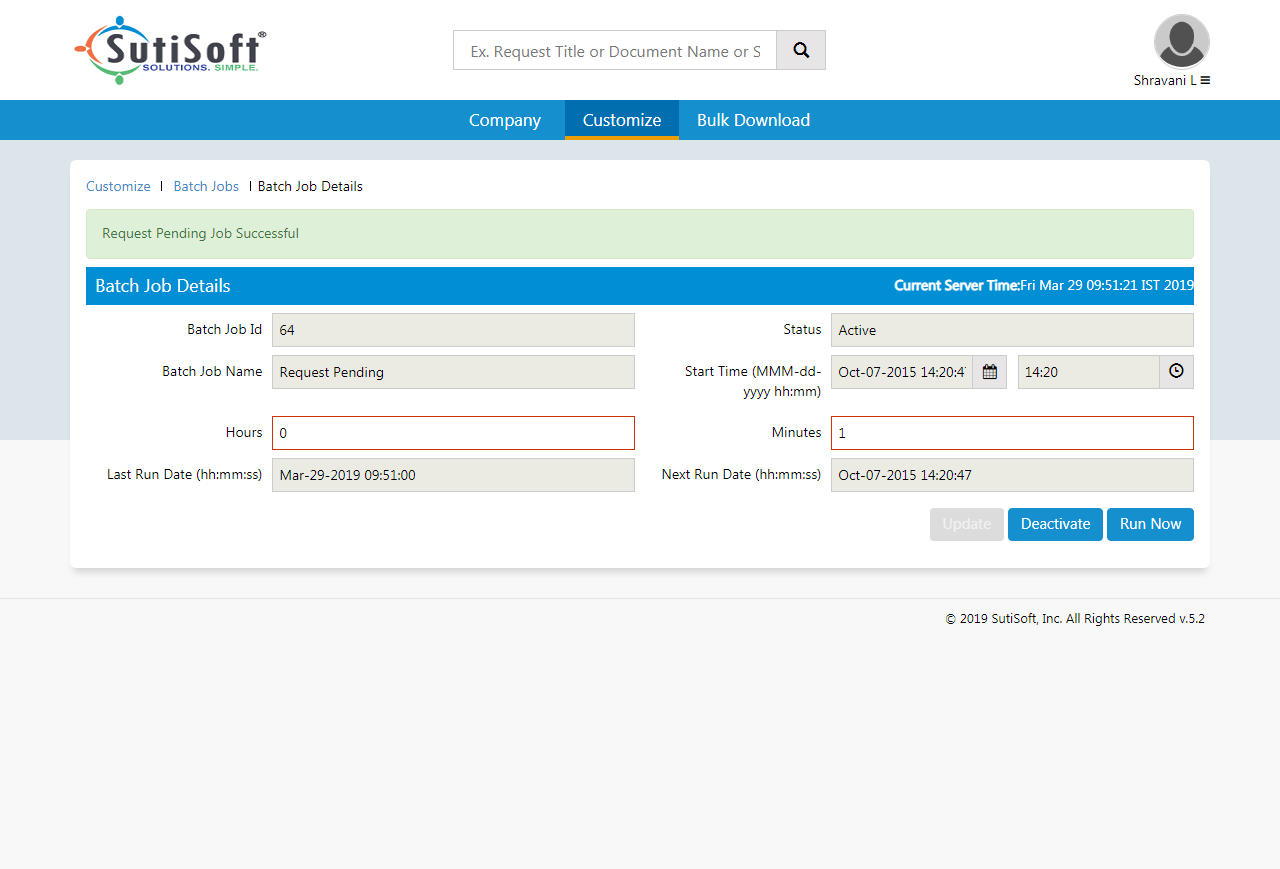 SutiSoft®
SOLUTIONS. SIMPLE.
Ex. Request Title or Document Name or S
Shravani L
Company Customize Bulk Download
Customize I Batch Jobs I Batch Job Details
Request Pending Job Successful
Batch Job Details Current Server Time:Fri Mar 29 09:51:21 IST 2019
Batch Job Id 64 Status Active
Batch Job Name Request Pending Start Time (MMM-dd-yyyy hh:mm) Oct-07-2015 14:20:47 14:20
Hours 0 Minutes 1
Last Run Date (hh:mm:ss) Mar-29-2019 09:51:00 Next Run Date (hh:mm:ss) Oct-07-2015 14:20:47
Update Deactivate Run Now
© 2019 SutiSoft, Inc. All Rights Reserved v.5.2